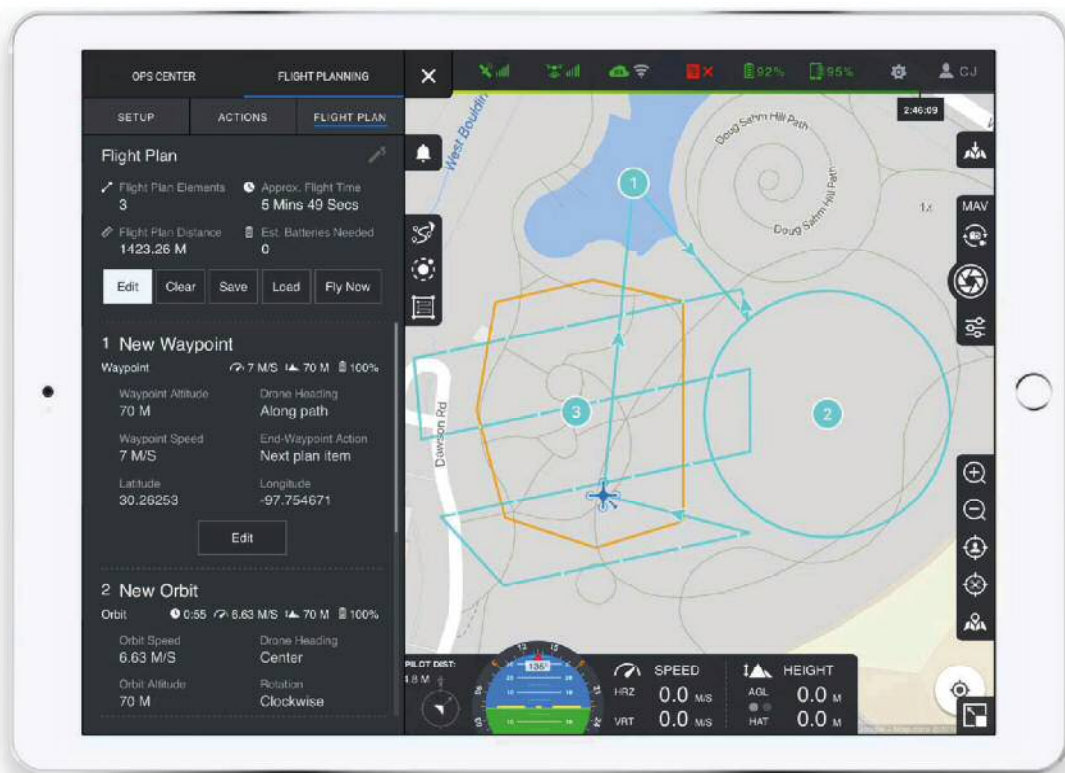 OPS CENTER
FLIGHT PLANNING
92%
95%
CJ
SETUP
ACTIONS
FLIGHT PLAN
2:46:09
Flight Plan
Flight Plan Elements
3
Approx. Flight Time
5 Mins 49 Secs
Flight Plan Distance
1423.26 M
Est. Batteries Needed
0
Edit
Clear
Save
Load
Fly Now
1 New Waypoint
Waypoint
7 M/S
70 M
100%
Waypoint Altitude
70 M
Drone Heading
Along path
Waypoint Speed
7 M/S
End-Waypoint Action
Next plan item
Latitude
30.26253
Longitude
-97.754671
Edit
2 New Orbit
Orbit
0:55
6.63 M/S
70 M
100%
Orbit Speed
6.63 M/S
Drone Heading
Center
Orbit Altitude
70 M
Rotation
Clockwise
West Bouldin
Doug Sahm Hill Path
Doug Sahm Hill Path
Doug Sahm Hill Path
Dawson Rd
1
2
3
1x
MAV
PILOT DIST:
4.8 M
135°
12
15
SPEED
HRZ
0.0 M/S
VRT
0.0 M/S
HEIGHT
AGL
0.0 M
HAT
0.0 M